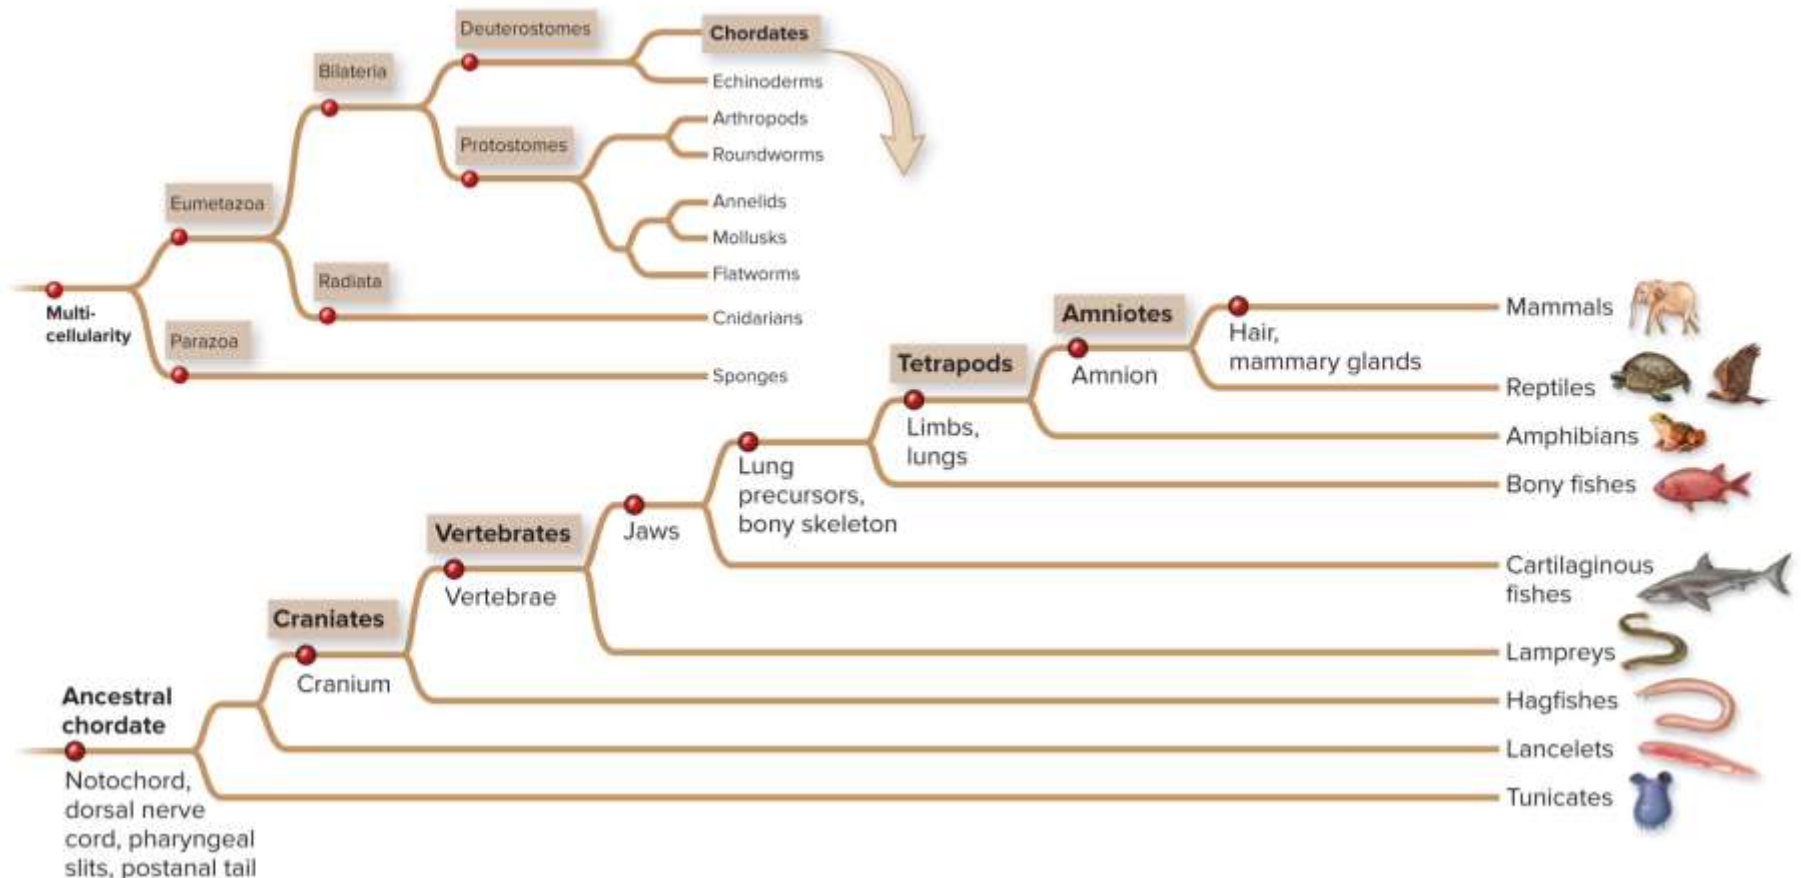 Deuterostomes
Chordates
Bilateria
Echinoderms
Arthropods
Protostomes
Roundworms
Eumetazoa
Annelids
Mollusks
Flatworms
Radiata
Multi-
cellularity
Cnidarians
Parazoa
Sponges
Amniotes
Mammals
Hair,
mammary glands
Tetrapods
Amnion
Reptiles
Limbs,
lungs
Amphibians
Lung
precursors,
bony skeleton
Bony fishes
Vertebrates
Jaws
Cartilaginous
fishes
Vertebrae
Craniates
Lampreys
Cranium
Hagfishes
Ancestral
chordate
Lancelets
Notochord,
dorsal nerve
cord, pharyngeal
slits, postanal tail
Tunicates